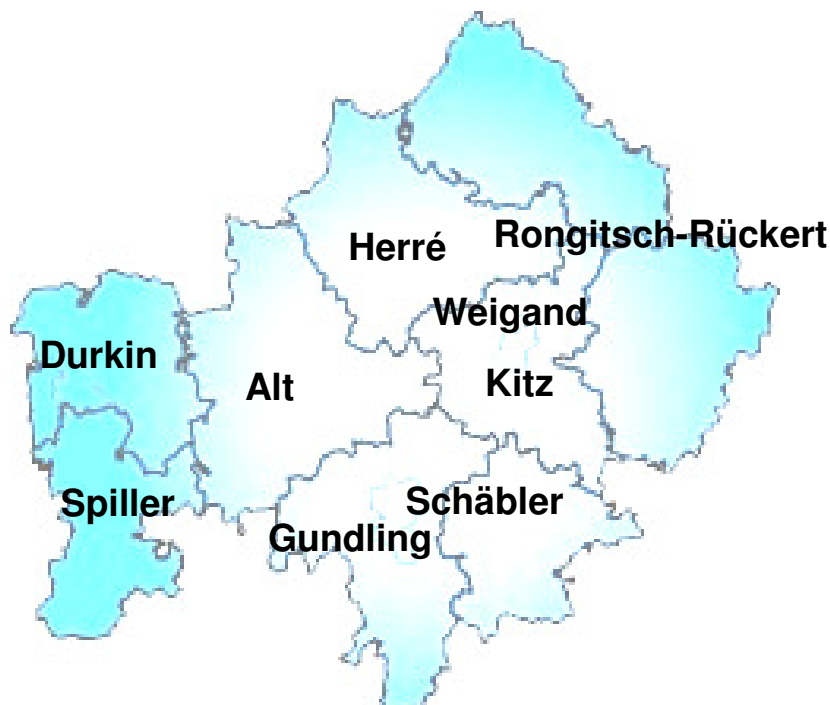 Rongitsch-Rückert
Herré
Weigand
Durkin
Alt
Kitz
Spiller
Schäbler
Gundling